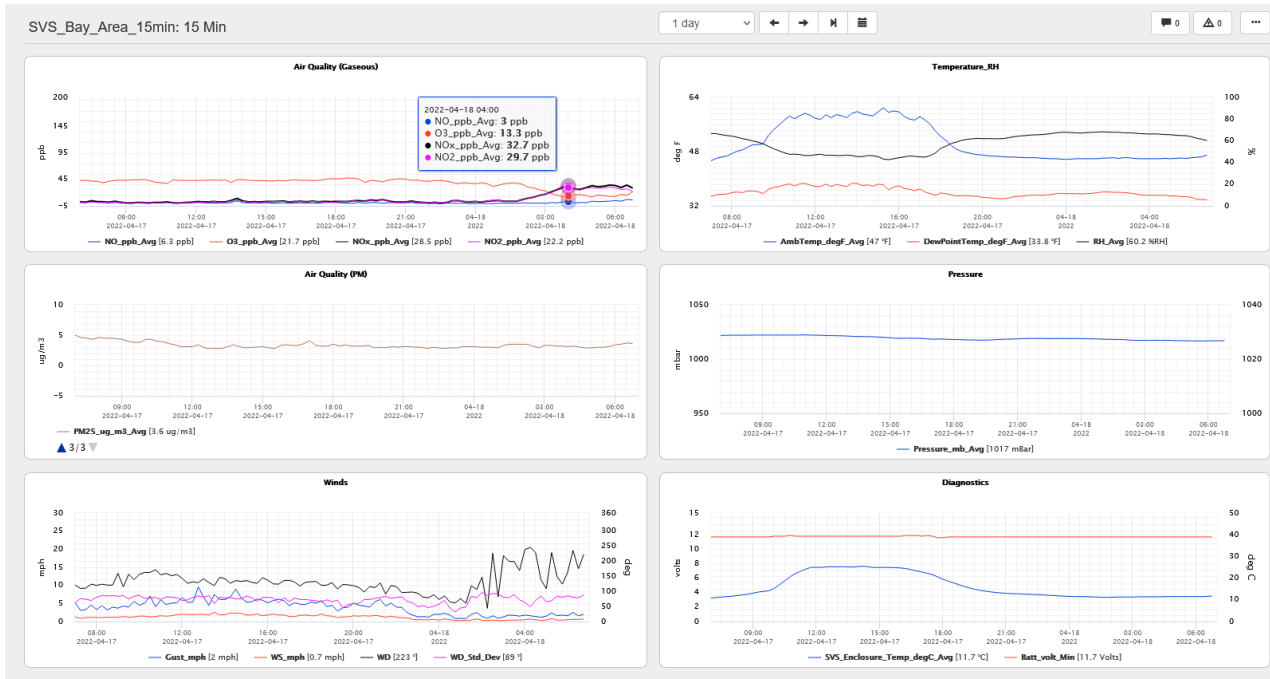 SVS_Bay_Area_15min: 15 Min
1 day
0
0
Air Quality (Gaseous)
200
145
95
45
-5
ppb
2022-04-18 04:00
NO_ppb_Avg: 3 ppb
O3_ppb_Avg: 13.3 ppb
NOx_ppb_Avg: 32.7 ppb
NO2_ppb_Avg: 29.7 ppb
09:00 12:00 15:00 18:00 21:00 04-18 03:00 06:00
2022-04-17 2022-04-17 2022-04-17 2022-04-17 2022-04-17 2022 2022-04-18 2022-04-18
NO_ppb_Avg [6.3 ppb] O3_ppb_Avg [21.7 ppb] NOx_ppb_Avg [28.5 ppb] NO2_ppb_Avg [22.2 ppb]
Temperature_RH
64
48
32
deg F
100
80
60
40
20
0
%
08:00 12:00 16:00 20:00 04-18 04:00
2022-04-17 2022-04-17 2022-04-17 2022-04-17 2022 2022-04-18
AmbTemp_degF_Avg [47 °F] DewPointTemp_degF_Avg [33.8 °F] RH_Avg [60.2 %RH]
Air Quality (PM)
10
5
0
-5
ug/m3
09:00 12:00 15:00 18:00 21:00 04-18 03:00 06:00
2022-04-17 2022-04-17 2022-04-17 2022-04-17 2022-04-17 2022 2022-04-18 2022-04-18
PM25_ug_m3_Avg [3.6 ug/m3]
3/3
Pressure
1050
1000
950
mbar
1040
1020
1000
09:00 12:00 15:00 18:00 21:00 04-18 03:00 06:00
2022-04-17 2022-04-17 2022-04-17 2022-04-17 2022-04-17 2022 2022-04-18 2022-04-18
Pressure_mb_Avg [1017 mBar]
Winds
30
25
20
15
10
5
0
mph
360
300
250
200
150
100
50
0
deg
08:00 12:00 16:00 20:00 04-18 04:00
2022-04-17 2022-04-17 2022-04-17 2022-04-17 2022 2022-04-18
Gust_mph [2 mph] WS_mph [0.7 mph] WD [223 °] WD_Std_Dev [89 °]
Diagnostics
15
12
10
8
6
4
2
0
volts
50
40
30
20
10
0
deg C
09:00 12:00 15:00 18:00 21:00 04-18 03:00 06:00
2022-04-17 2022-04-17 2022-04-17 2022-04-17 2022-04-17 2022 2022-04-18 2022-04-18
SVS_Enclosure_Temp_degC_Avg [11.7 °C] Batt_volt_Min [11.7 Volts]